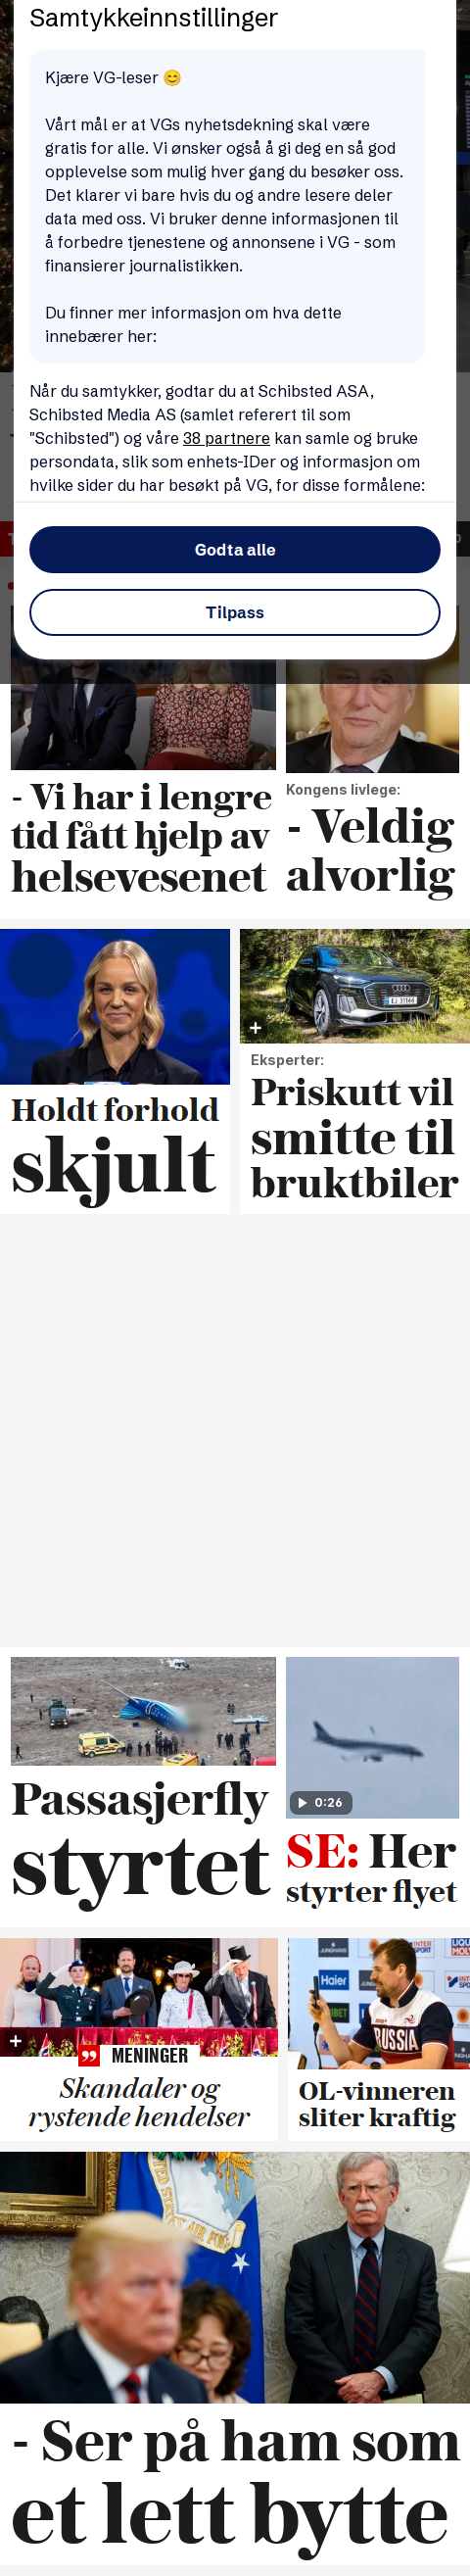 Samtykkeinnstillinger
Kjære VG-leser 😊
Vårt mål er at VGs nyhetsdekning skal være
gratis for alle. Vi ønsker også å gi deg en så god
opplevelse som mulig hver gang du besøker oss.
Det klarer vi bare hvis du og andre lesere deler
data med oss. Vi bruker denne informasjonen til
å forbedre tjenestene og annonsene i VG - som
finansierer journalistikken.
Du finner mer informasjon om hva dette
innebærer her:
Når du samtykker, godtar du at Schibsted ASA,
Schibsted Media AS (samlet referert til som
"Schibsted") og våre 38 partnere kan samle og bruke
persondata, slik som enhets-IDer og informasjon om
hvilke sider du har besøkt på VG, for disse formålene:
Godta alle
Tilpass
- Vi har i lengre
tid fått hjelp av
helsevesenet
Kongens livlege:
- Veldig
alvorlig
Holdt forhold
skjult
Eksperter:
Priskutt vil
smitte til
bruktbiler
Passasjerfly
styrtet
0:26
SE: Her
styrter flyet
MENINGER
Skandaler og
rystende hendelser
JUNGHANS
INTER
SPORT
LIQUI
MOLY
Haier
RUSSIA
OL-vinneren
sliter kraftig
- Ser på ham som
et lett bytte